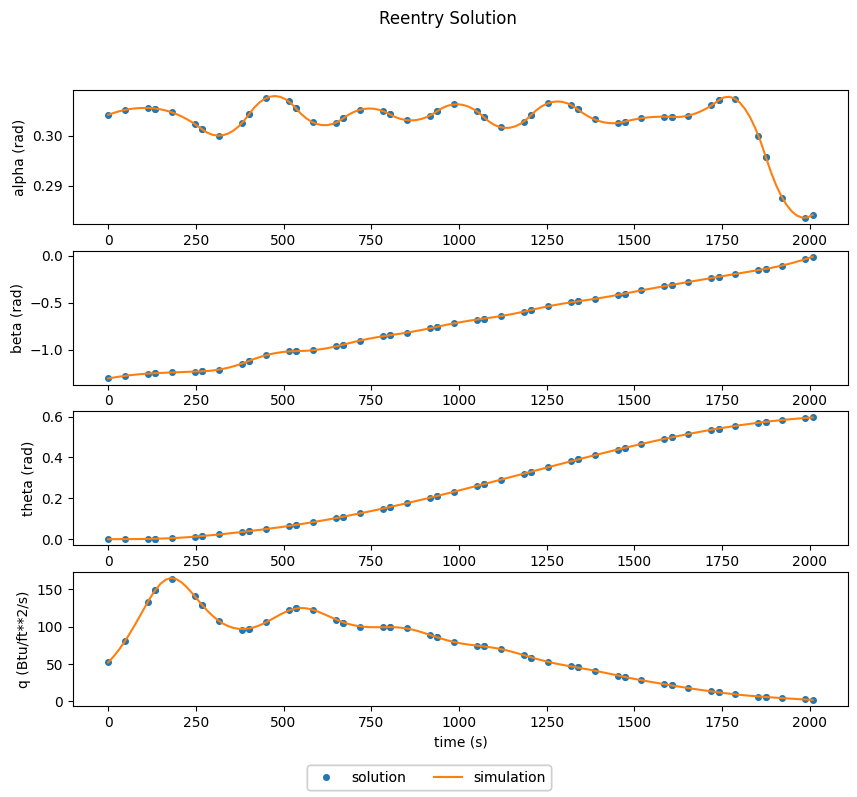 Reentry Solution
alpha (rad)
0.30
0.29
0 250 500 750 1000 1250 1500 1750 2000
beta (rad)
0.0
−0.5
−1.0
0 250 500 750 1000 1250 1500 1750 2000
theta (rad)
0.6
0.4
0.2
0.0
0 250 500 750 1000 1250 1500 1750 2000
q (Btu/ft**2/s)
150
100
50
0
0 250 500 750 1000 1250 1500 1750 2000
time (s)
solution simulation